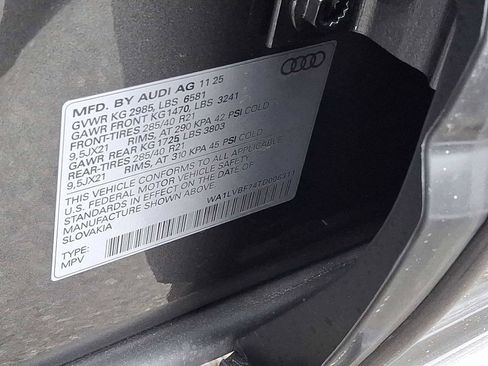 MFD. BY AUDI AG 11 25
GVWR KG 2985, LBS 6581
GAWR FRONT KG1470, LBS 3241
FRONT-TIRES 285/40 R21
9,5JX21 RIMS, AT 290 KPA 42 PSI COLD
GAWR REAR KG 1725 LBS 3803
REAR-TIRES 285/40 R21
9,5JX21 RIMS, AT 310 KPA 45 PSI COLD
THIS VEHICLE CONFORMS TO ALL APPLICABLE
U.S. FEDERAL MOTOR VEHICLE SAFETY
STANDARDS IN EFFECT ON THE DATE OF
MANUFACTURE SHOWN ABOVE.
SLOVAKIA
TYPE:
MPV